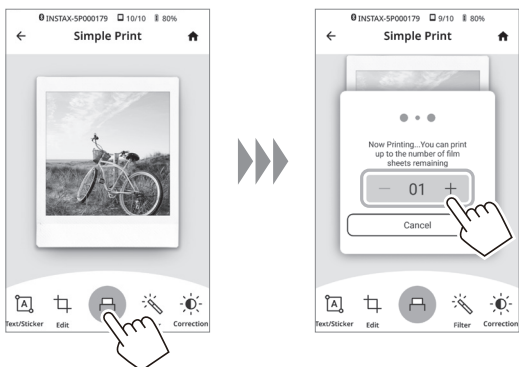 INSTAX-5P000179 10/10 80%
Simple Print
Text/Sticker Edit Correction
INSTAX-5P000179 9/10 80%
Simple Print
Now Printing...You can print
up to the number of film
sheets remaining
01
Cancel
Text/Sticker Edit Filter Correction